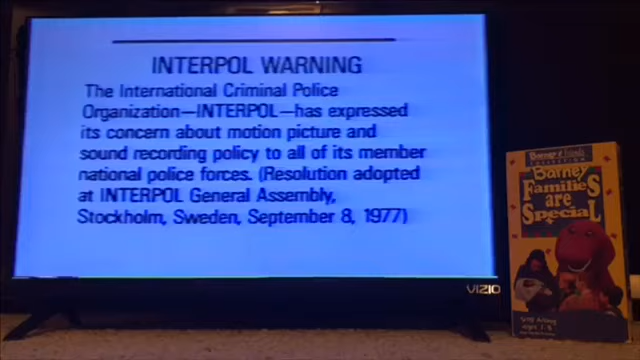 INTERPOL WARNING
The International Criminal Police
Organization—INTERPOL—has expressed
its concern about motion picture and
sound recording policy to all of its member
national police forces. (Resolution adopted
at INTERPOL General Assembly,
Stockholm, Sweden, September 8, 1977)
VIZIO
Barney
Families
are
Special